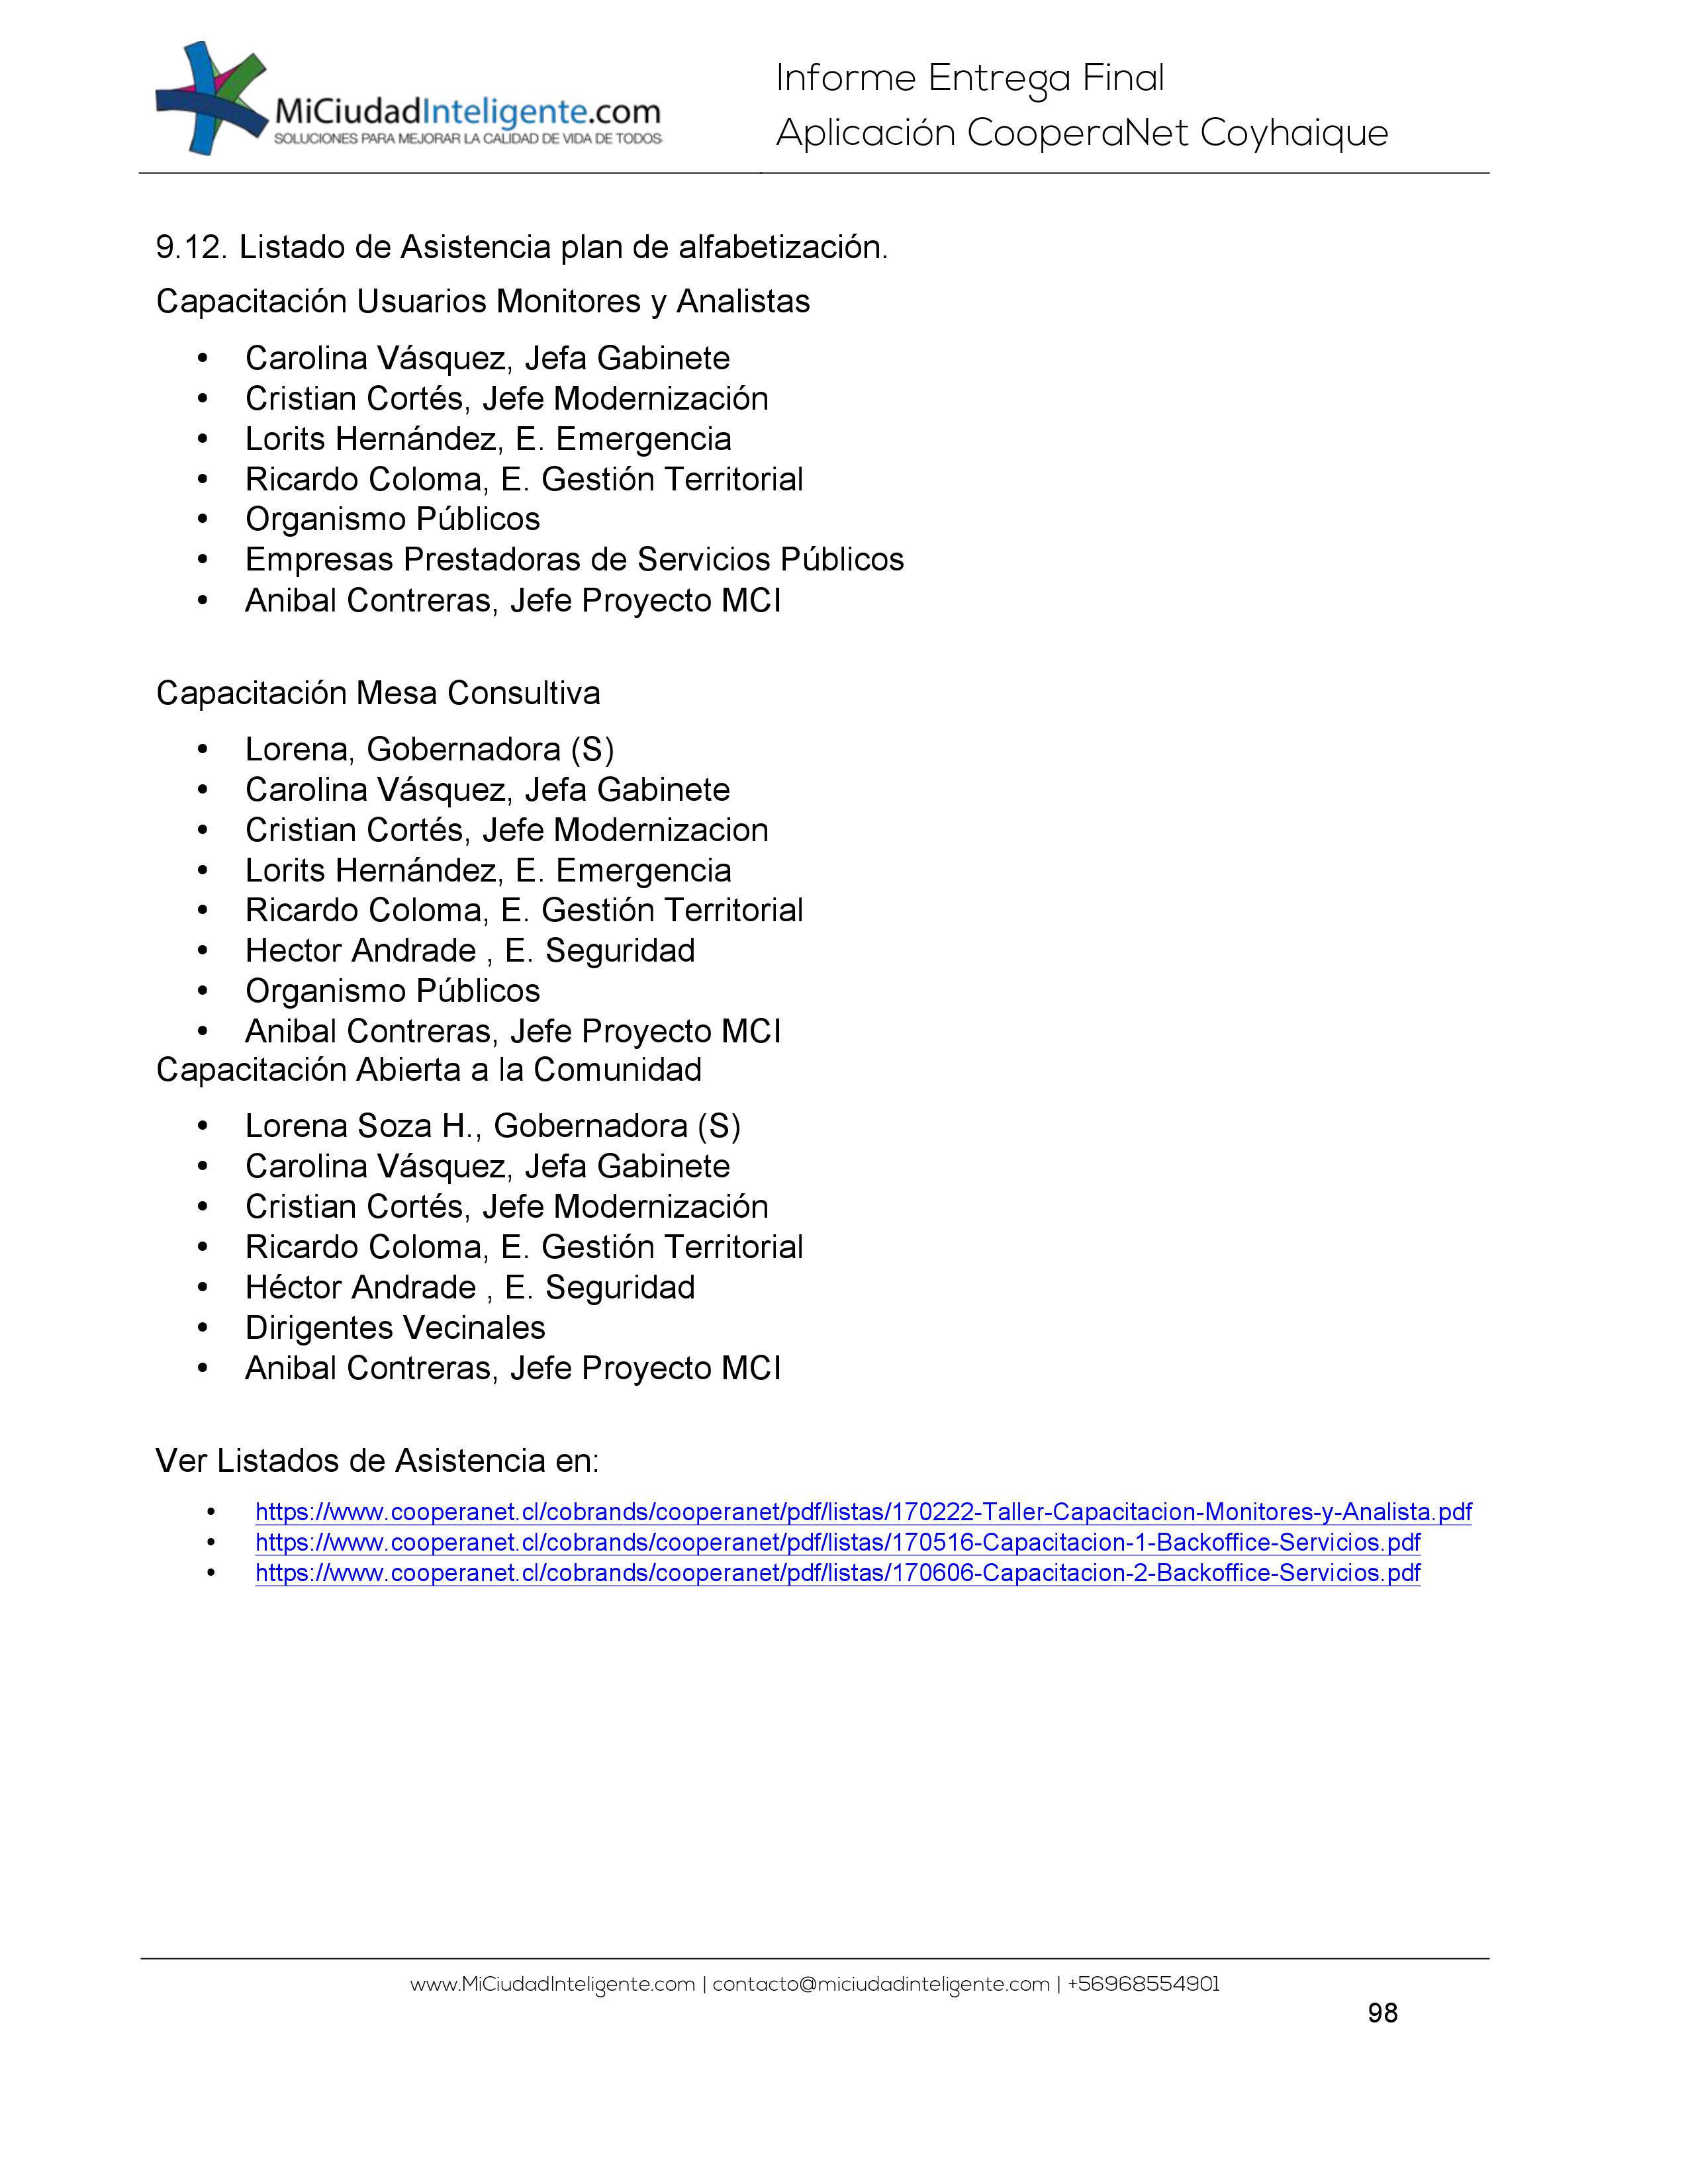 MiCiudadInteligente.com
SOLUCIONES PARA MEJORAR LA CALIDAD DE VIDA DE TODOS
Informe Entrega Final
Aplicación CooperaNet Coyhaique
9.12. Listado de Asistencia plan de alfabetización.
Capacitación Usuarios Monitores y Analistas
• Carolina Vásquez, Jefa Gabinete
• Cristian Cortés, Jefe Modernización
• Lorits Hernández, E. Emergencia
• Ricardo Coloma, E. Gestión Territorial
• Organismo Públicos
• Empresas Prestadoras de Servicios Públicos
• Anibal Contreras, Jefe Proyecto MCI
Capacitación Mesa Consultiva
• Lorena, Gobernadora (S)
• Carolina Vásquez, Jefa Gabinete
• Cristian Cortés, Jefe Modernizacion
• Lorits Hernández, E. Emergencia
• Ricardo Coloma, E. Gestión Territorial
• Hector Andrade , E. Seguridad
• Organismo Públicos
• Anibal Contreras, Jefe Proyecto MCI
Capacitación Abierta a la Comunidad
• Lorena Soza H., Gobernadora (S)
• Carolina Vásquez, Jefa Gabinete
• Cristian Cortés, Jefe Modernización
• Ricardo Coloma, E. Gestión Territorial
• Héctor Andrade , E. Seguridad
• Dirigentes Vecinales
• Anibal Contreras, Jefe Proyecto MCI
Ver Listados de Asistencia en:
• https://www.cooperanet.cl/cobrands/cooperanet/pdf/listas/170222-Taller-Capacitacion-Monitores-y-Analista.pdf
• https://www.cooperanet.cl/cobrands/cooperanet/pdf/listas/170516-Capacitacion-1-Backoffice-Servicios.pdf
• https://www.cooperanet.cl/cobrands/cooperanet/pdf/listas/170606-Capacitacion-2-Backoffice-Servicios.pdf
www.MiCiudadInteligente.com | contacto@miciudadinteligente.com | +56968554901
98